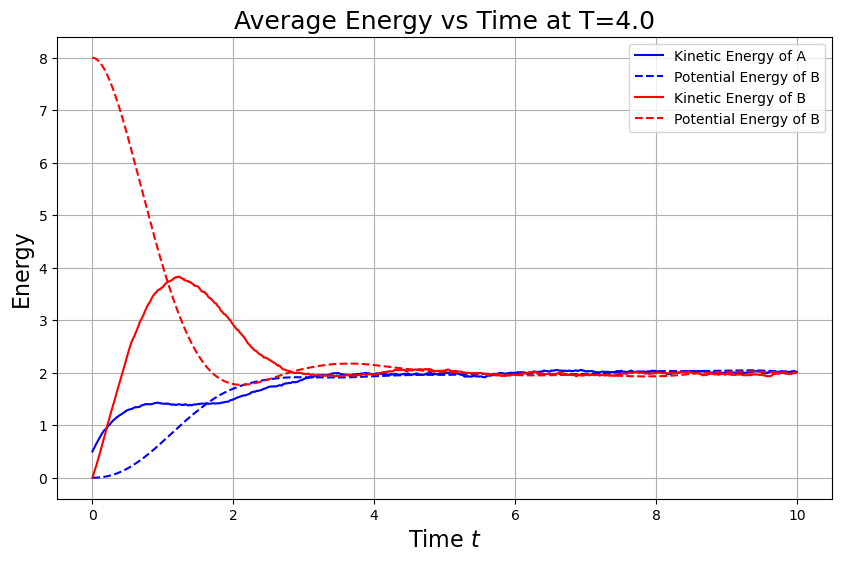 Average Energy vs Time at T=4.0
Kinetic Energy of A
Potential Energy of B
Kinetic Energy of B
Potential Energy of B
Energy
8
7
6
5
4
3
2
1
0
0 2 4 6 8 10
Time t